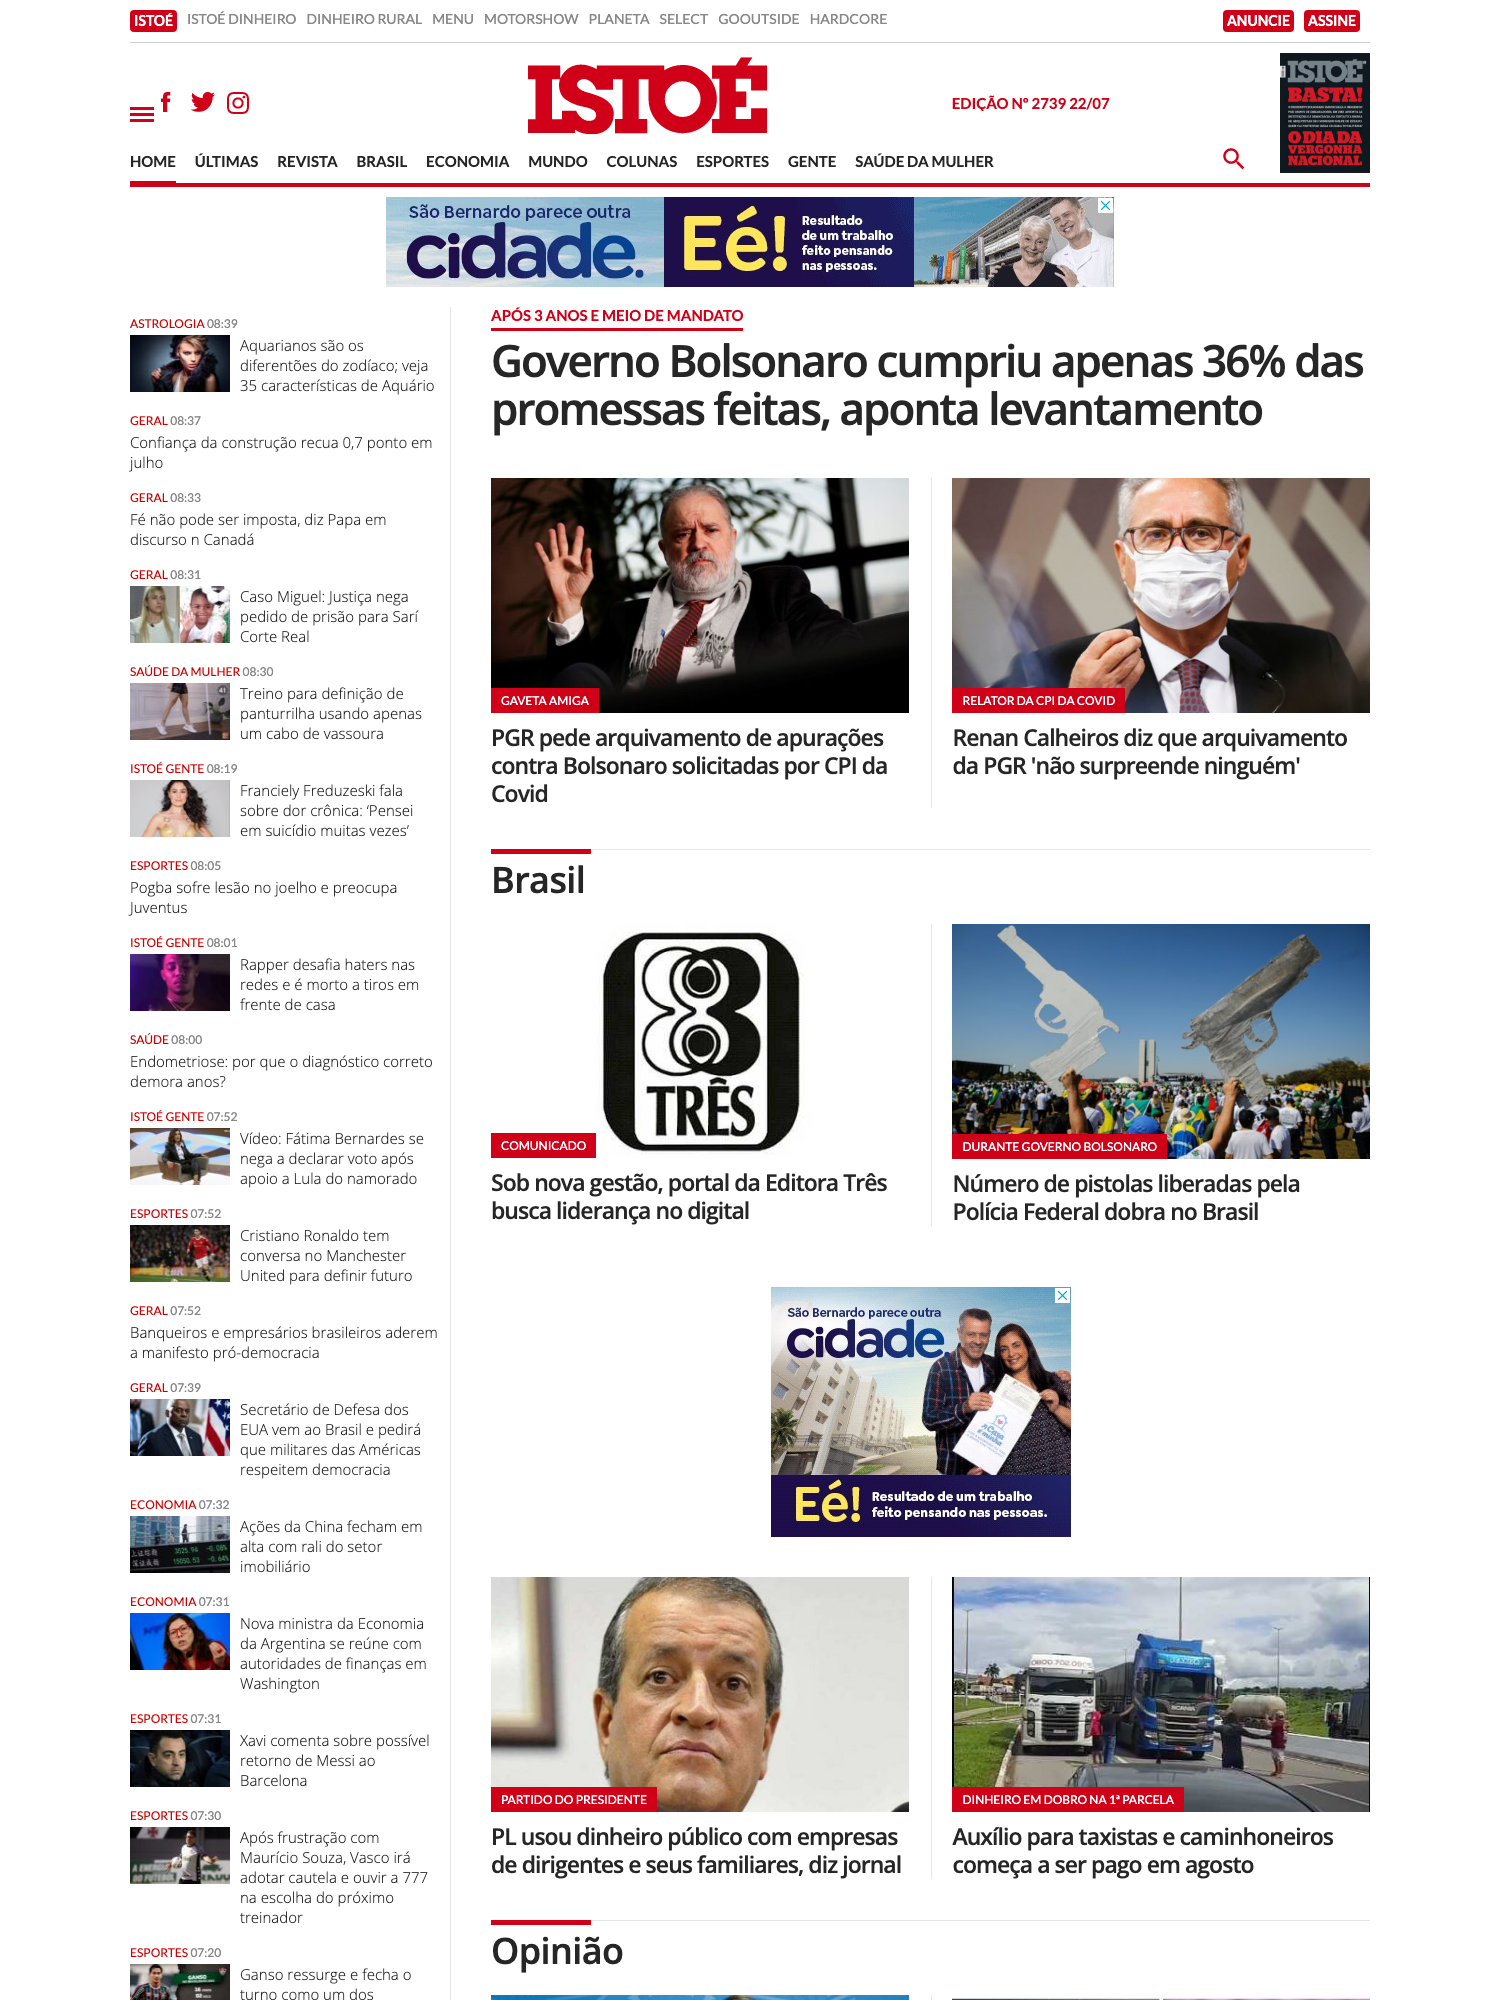 ISTOÉ ISTOÉ DINHEIRO DINHEIRO RURAL MENU MOTORSHOW PLANETA SELECT GOOUTSIDE HARDCORE ANUNCIE ASSINE
ISTOÉ
EDIÇÃO Nº 2739 22/07
ISTOÉ
BASTA!
O DIA DA
VERGONHA
NACIONAL
HOME ÚLTIMAS REVISTA BRASIL ECONOMIA MUNDO COLUNAS ESPORTES GENTE SAÚDE DA MULHER
São Bernardo parece outra
cidade.
Eé!
Resultado
de um trabalho
feito pensando
nas pessoas.
ASTROLOGIA 08:39
Aquarianos são os
diferentões do zodíaco; veja
35 características de Aquário
GERAL 08:37
Confiança da construção recua 0,7 ponto em
julho
GERAL 08:33
Fé não pode ser imposta, diz Papa em
discurso n Canadá
GERAL 08:31
Caso Miguel: Justiça nega
pedido de prisão para Sarí
Corte Real
SAÚDE DA MULHER 08:30
Treino para definição de
panturrilha usando apenas
um cabo de vassoura
ISTOÉ GENTE 08:19
Franciely Freduzeski fala
sobre dor crônica: ‘Pensei
em suicídio muitas vezes’
ESPORTES 08:05
Pogba sofre lesão no joelho e preocupa
Juventus
ISTOÉ GENTE 08:01
Rapper desafia haters nas
redes e é morto a tiros em
frente de casa
SAÚDE 08:00
Endometriose: por que o diagnóstico correto
demora anos?
ISTOÉ GENTE 07:52
Vídeo: Fátima Bernardes se
nega a declarar voto após
apoio a Lula do namorado
ESPORTES 07:52
Cristiano Ronaldo tem
conversa no Manchester
United para definir futuro
GERAL 07:52
Banqueiros e empresários brasileiros aderem
a manifesto pró-democracia
GERAL 07:39
Secretário de Defesa dos
EUA vem ao Brasil e pedirá
que militares das Américas
respeitem democracia
ECONOMIA 07:32
Ações da China fecham em
alta com rali do setor
imobiliário
ECONOMIA 07:31
Nova ministra da Economia
da Argentina se reúne com
autoridades de finanças em
Washington
ESPORTES 07:31
Xavi comenta sobre possível
retorno de Messi ao
Barcelona
ESPORTES 07:30
Após frustração com
Maurício Souza, Vasco irá
adotar cautela e ouvir a 777
na escolha do próximo
treinador
ESPORTES 07:20
Ganso ressurge e fecha o
turno como um dos
APÓS 3 ANOS E MEIO DE MANDATO
Governo Bolsonaro cumpriu apenas 36% das
promessas feitas, aponta levantamento
GAVETA AMIGA
PGR pede arquivamento de apurações
contra Bolsonaro solicitadas por CPI da
Covid
RELATOR DA CPI DA COVID
Renan Calheiros diz que arquivamento
da PGR 'não surpreende ninguém'
Brasil
TRÊS
COMUNICADO
Sob nova gestão, portal da Editora Três
busca liderança no digital
DURANTE GOVERNO BOLSONARO
Número de pistolas liberadas pela
Polícia Federal dobra no Brasil
São Bernardo parece outra
cidade.
Eé!
Resultado de um trabalho
feito pensando nas pessoas.
PARTIDO DO PRESIDENTE
PL usou dinheiro público com empresas
de dirigentes e seus familiares, diz jornal
SCANIA
DINHEIRO EM DOBRO NA 1ª PARCELA
Auxílio para taxistas e caminhoneiros
começa a ser pago em agosto
Opinião